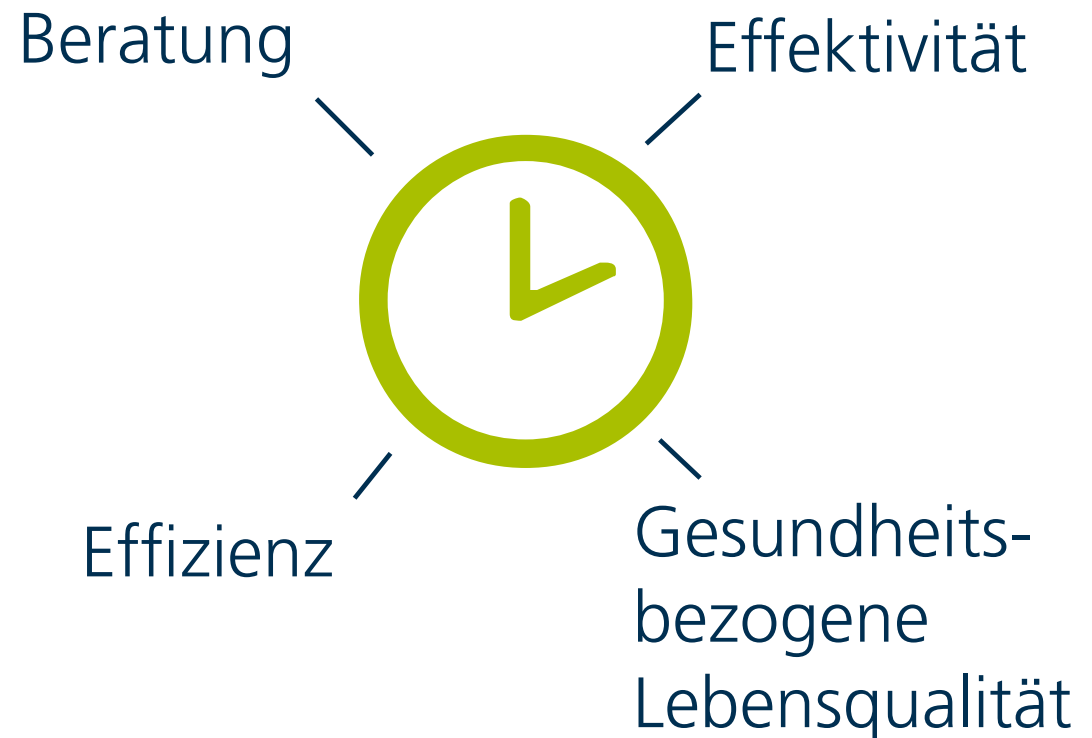 Beratung
Effektivität
Effizienz
Gesundheits-
bezogene
Lebensqualität